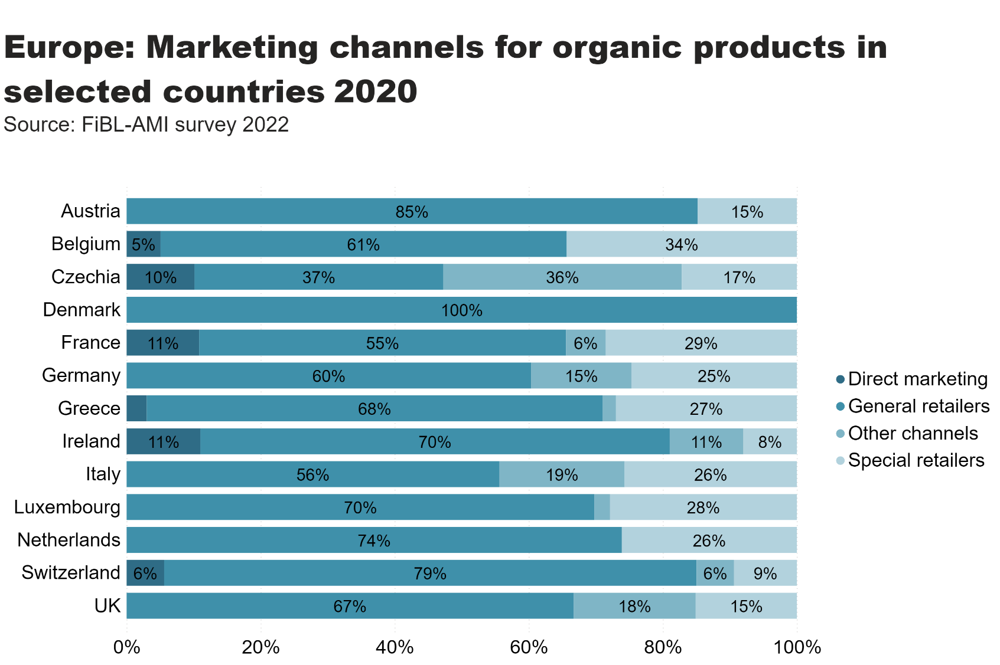 Europe: Marketing channels for organic products in
selected countries 2020
Source: FiBL-AMI survey 2022
Austria 85% 15%
Belgium 5% 61% 34%
Czechia 10% 37% 36% 17%
Denmark 100%
France 11% 55% 6% 29%
Germany 60% 15% 25%
Greece 68% 27%
Ireland 11% 70% 11% 8%
Italy 56% 19% 26%
Luxembourg 70% 28%
Netherlands 74% 26%
Switzerland 6% 79% 6% 9%
UK 67% 18% 15%
0% 20% 40% 60% 80% 100%
Direct marketing
General retailers
Other channels
Special retailers